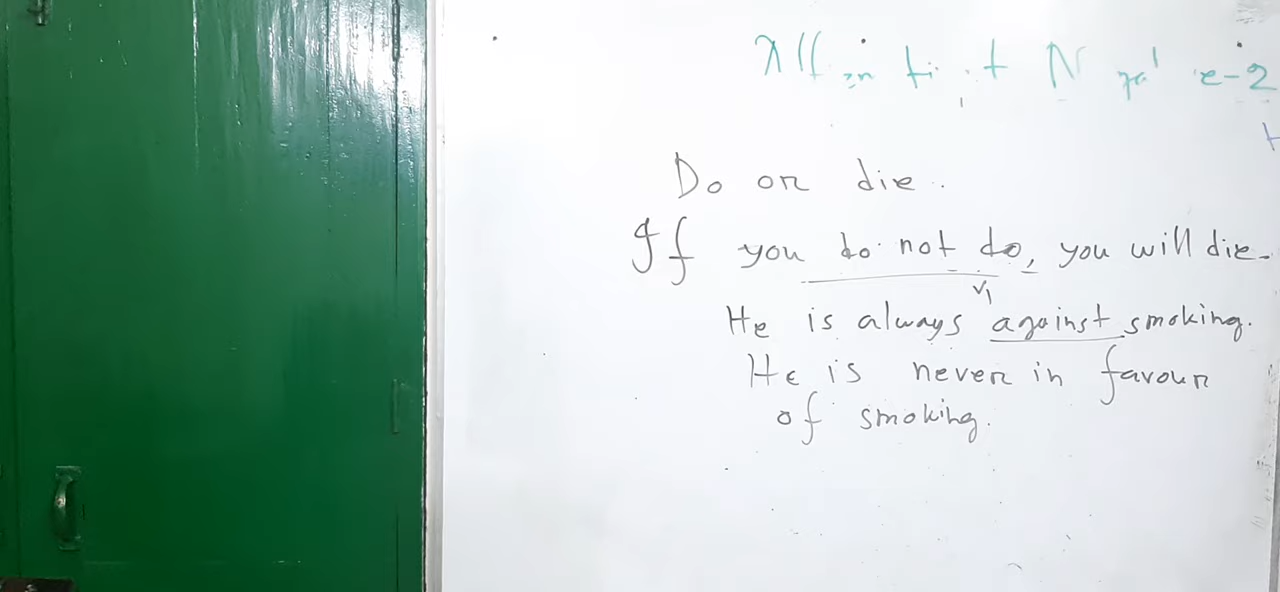 Do or die.
If you do not do, you will die.
V1
He is always against smoking.
He is never in favour
of smoking.